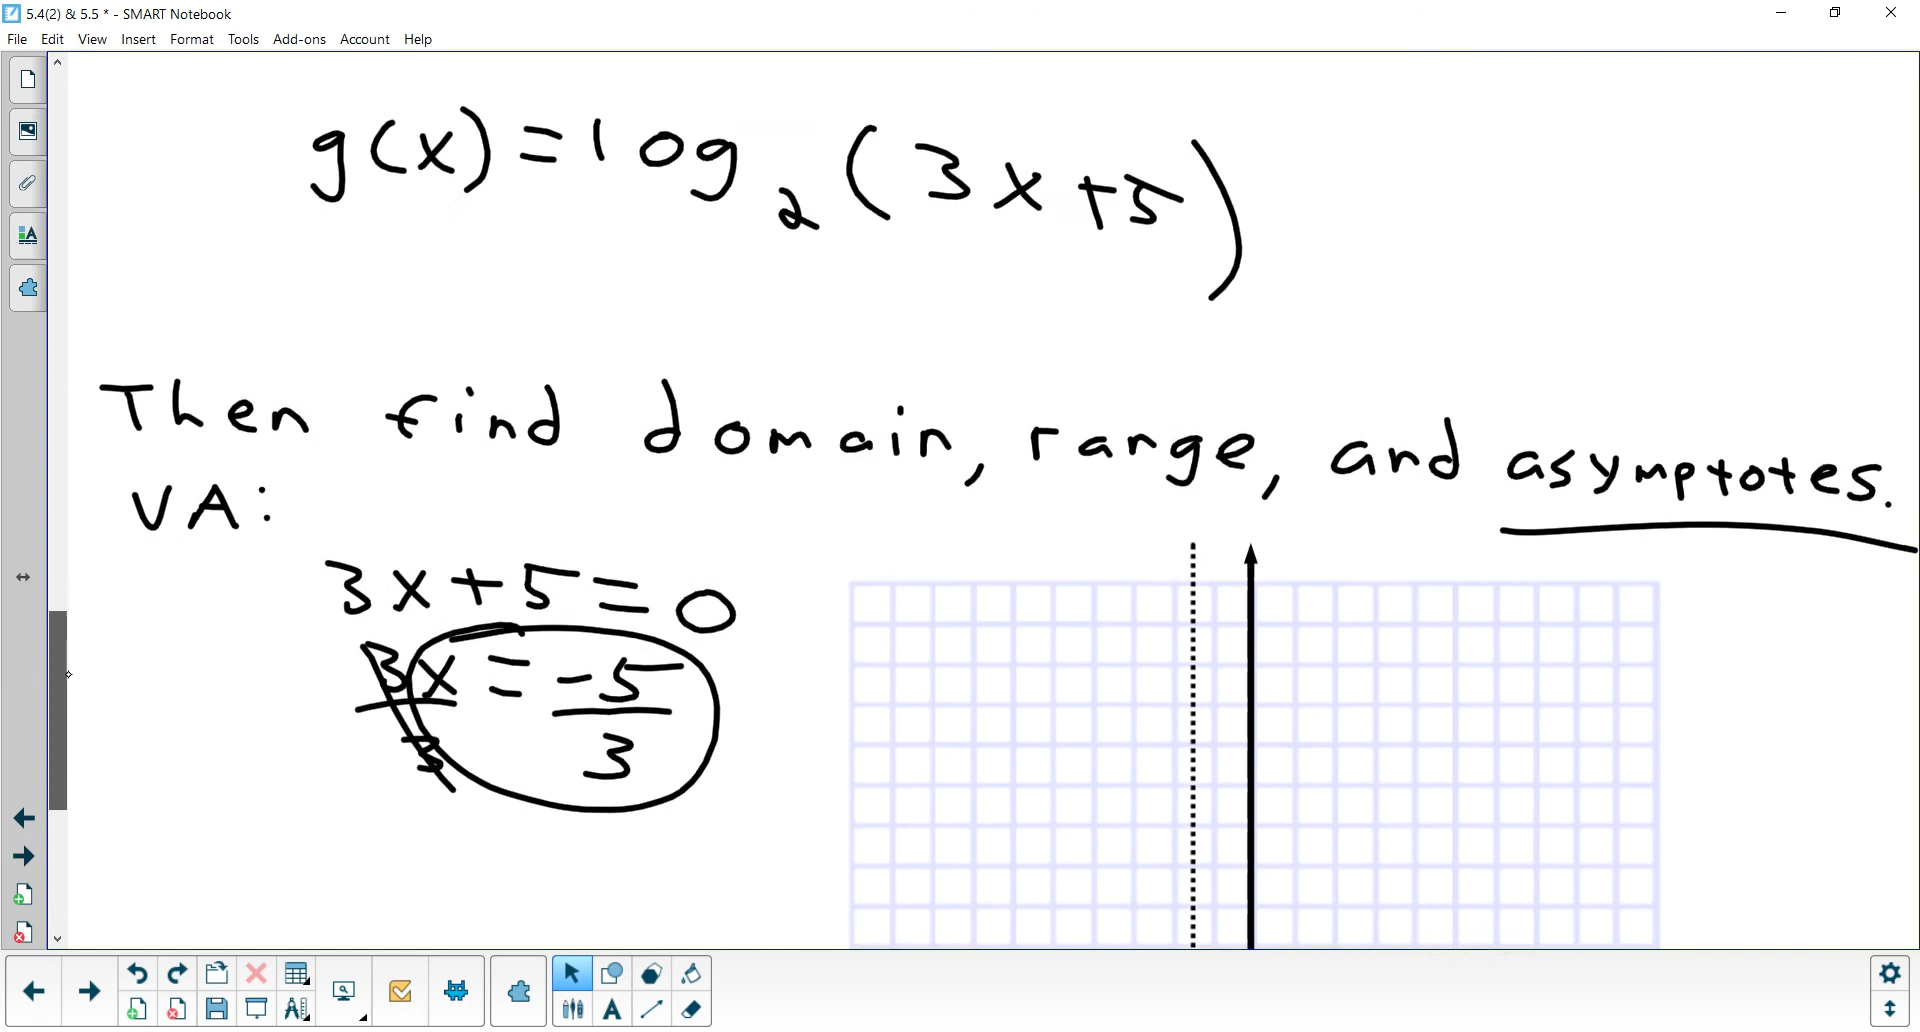 5.4(2) & 5.5 * - SMART Notebook
File Edit View Insert Format Tools Add-ons Account Help
g(x)=log₂(3x+5)
Then find domain, range, and asymptotes.
VA:
3x+5=0
3x = -5
3 3